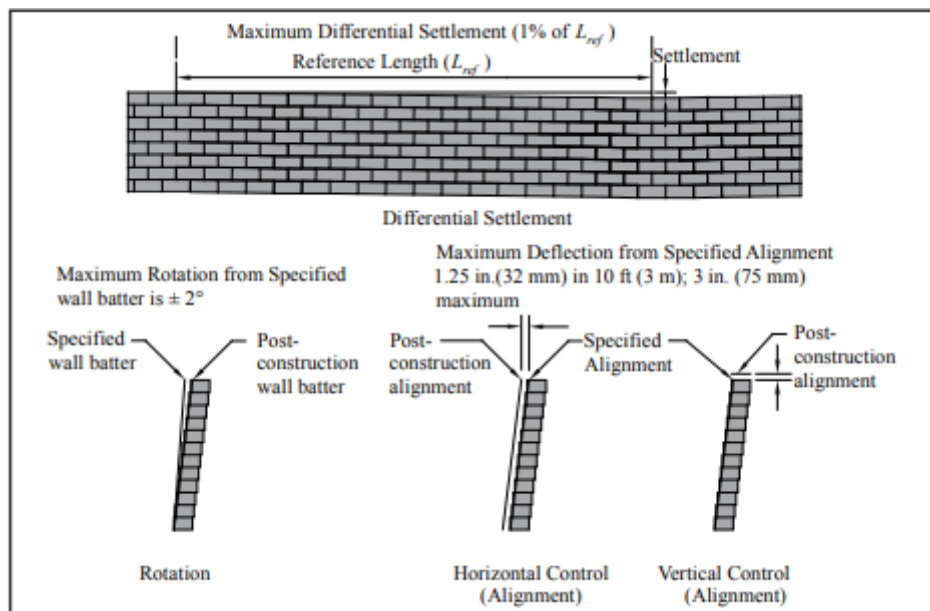 Maximum Differential Settlement (1% of L_ref)
Reference Length (L_ref)
Settlement
Differential Settlement
Maximum Rotation from Specified
wall batter is ± 2°
Maximum Deflection from Specified Alignment
1.25 in.(32 mm) in 10 ft (3 m); 3 in. (75 mm)
maximum
Specified
wall batter
Post-
construction
wall batter
Post-
construction
alignment
Specified
Alignment
Post-
construction
alignment
Rotation
Horizontal Control
(Alignment)
Vertical Control
(Alignment)